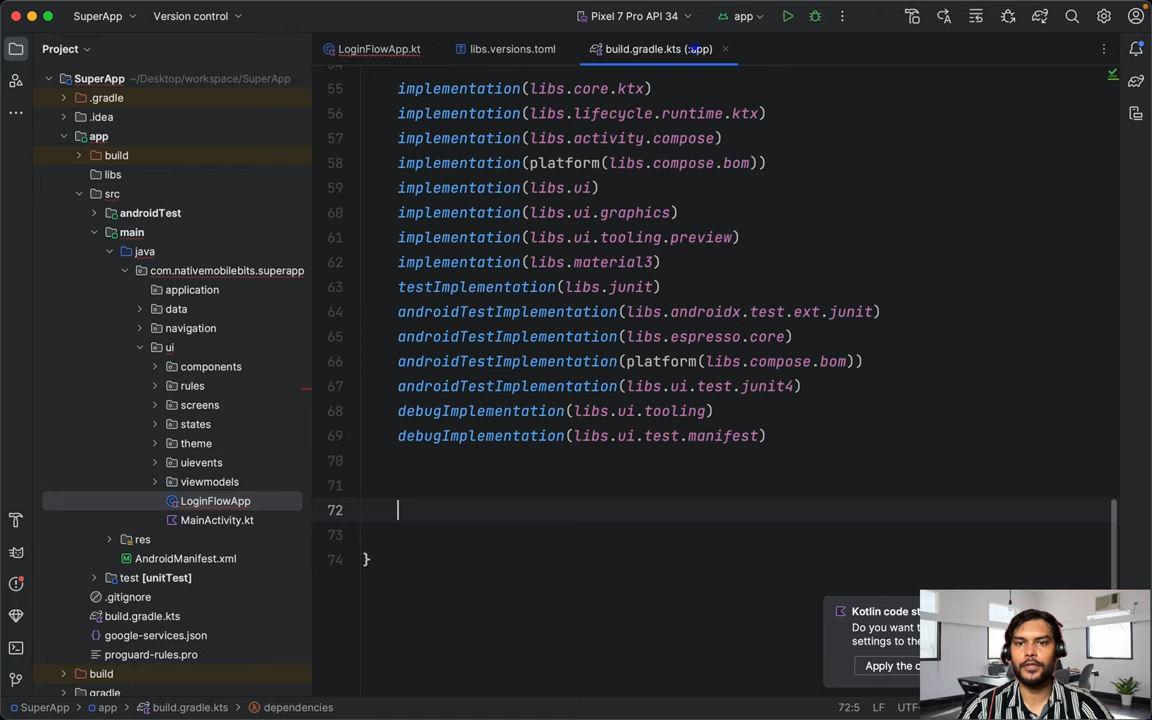 SuperApp
Version control
Pixel 7 Pro API 34
app
Project
LoginFlowApp.kt
libs.versions.toml
build.gradle.kts (:app)
SuperApp ~/Desktop/workspace/SuperApp
.gradle
.idea
app
build
libs
src
androidTest
main
java
com.nativemobilebits.superapp
application
data
navigation
ui
components
rules
screens
states
theme
uievents
viewmodels
LoginFlowApp
MainActivity.kt
res
AndroidManifest.xml
test [unitTest]
.gitignore
build.gradle.kts
google-services.json
proguard-rules.pro
build
gradle
55 implementation(libs.core.ktx)
56 implementation(libs.lifecycle.runtime.ktx)
57 implementation(libs.activity.compose)
58 implementation(platform(libs.compose.bom))
59 implementation(libs.ui)
60 implementation(libs.ui.graphics)
61 implementation(libs.ui.tooling.preview)
62 implementation(libs.material3)
63 testImplementation(libs.junit)
64 androidTestImplementation(libs.androidx.test.ext.junit)
65 androidTestImplementation(libs.espresso.core)
66 androidTestImplementation(platform(libs.compose.bom))
67 androidTestImplementation(libs.ui.test.junit4)
68 debugImplementation(libs.ui.tooling)
69 debugImplementation(libs.ui.test.manifest)
70
71
72
73
74 }
Kotlin code st
Do you want t
settings to the
Apply the c
SuperApp > app > build.gradle.kts > dependencies
72:5 LF UTF-